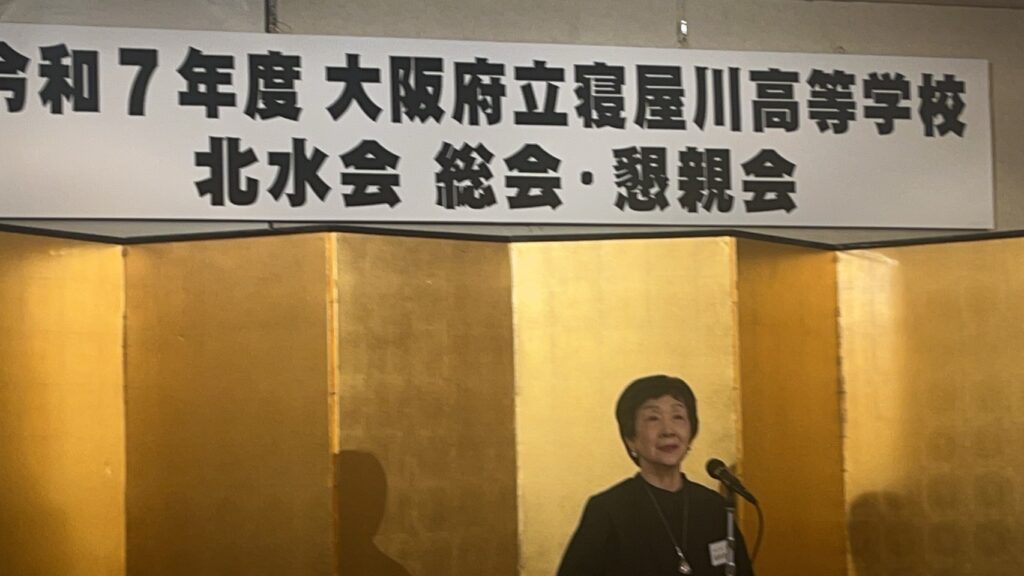 令和7年度 大阪府立寝屋川高等学校
北水会 総会・懇親会